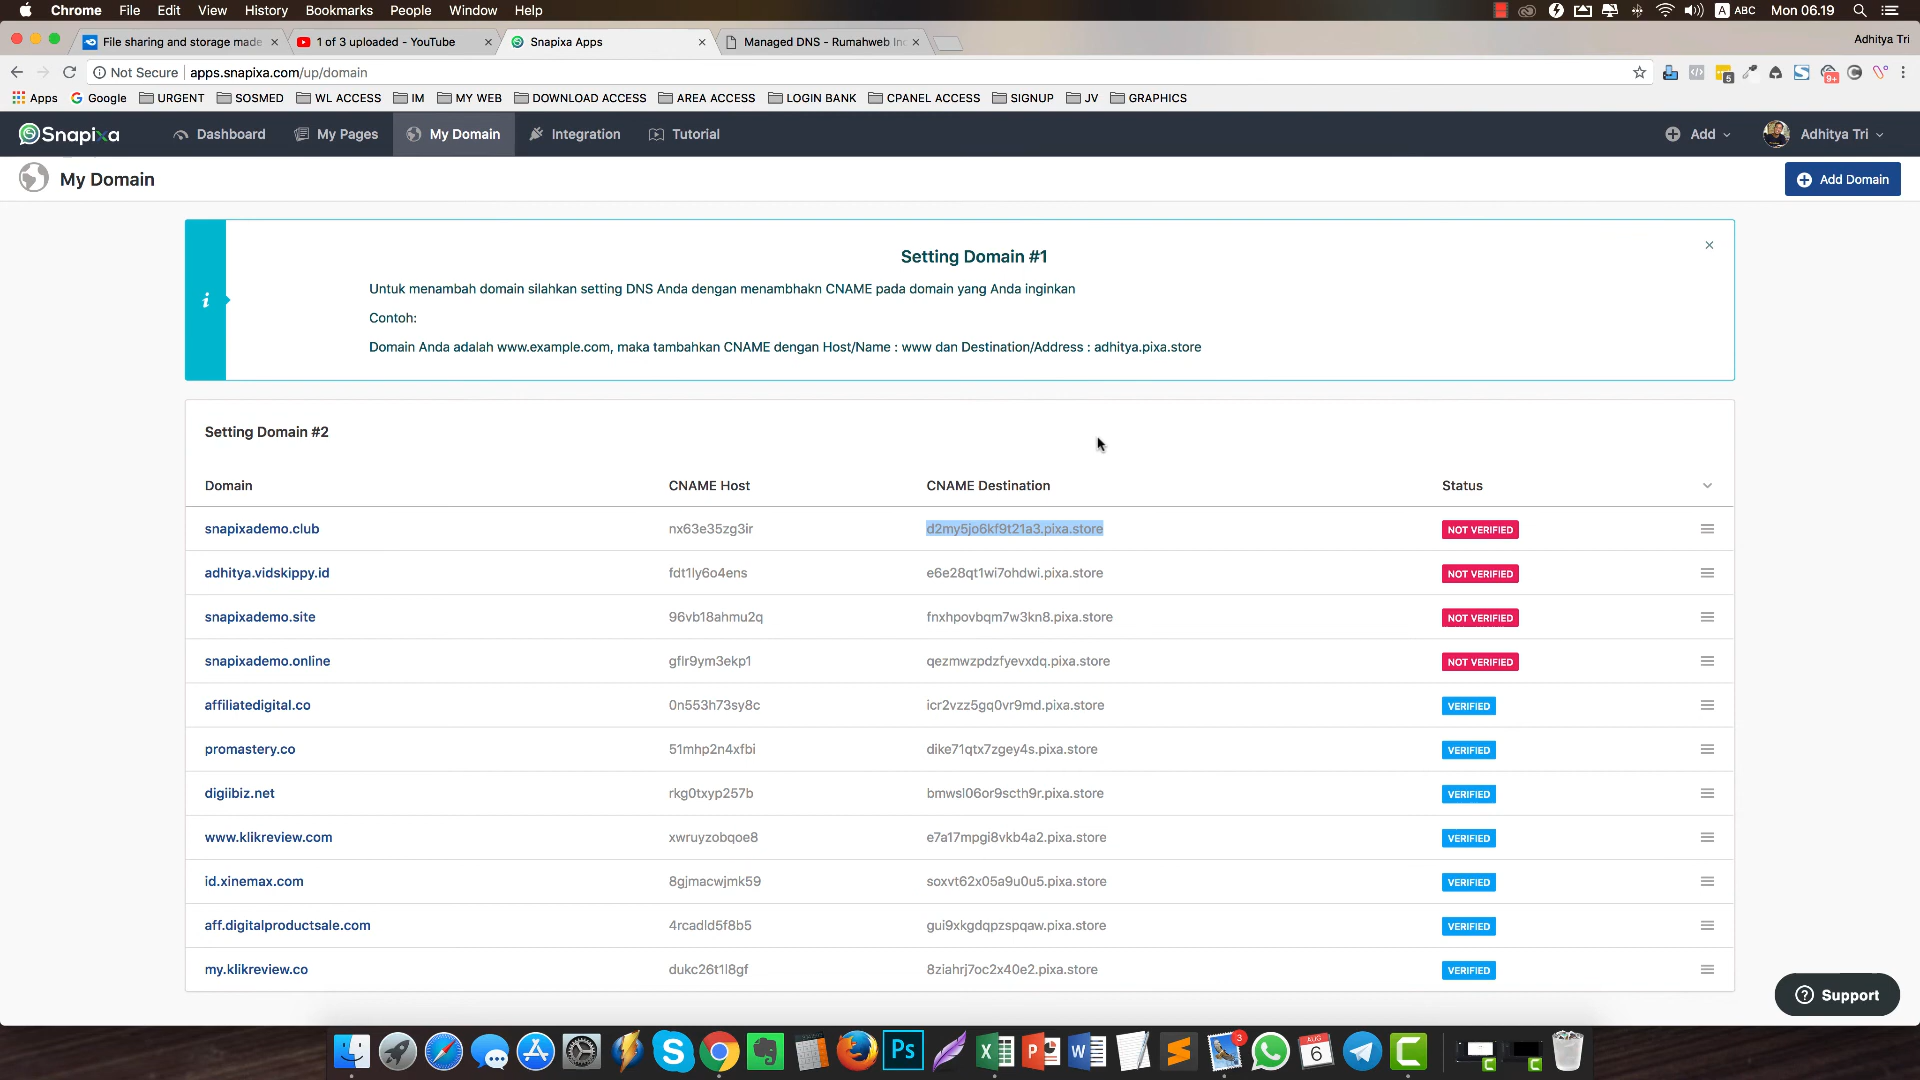 Chrome File Edit View History Bookmarks People Window Help
A ABC Mon 06.19
File sharing and storage made
1 of 3 uploaded - YouTube
Snapixa Apps
Managed DNS - Rumahweb Ind
Adhitya Tri
Not Secure apps.snapixa.com/up/domain
5 9+
Apps Google URGENT SOSMED WL ACCESS IM MY WEB DOWNLOAD ACCESS AREA ACCESS LOGIN BANK CPANEL ACCESS SIGNUP JV GRAPHICS
Snapixa Dashboard My Pages My Domain Integration Tutorial Add Adhitya Tri
My Domain
Add Domain
Setting Domain #1
Untuk menambah domain silahkan setting DNS Anda dengan menambhakn CNAME pada domain yang Anda inginkan
Contoh:
Domain Anda adalah www.example.com, maka tambahkan CNAME dengan Host/Name : www dan Destination/Address : adhitya.pixa.store
Setting Domain #2
Domain CNAME Host CNAME Destination Status
snapixademo.club nx63e35zg3ir d2my5jo6kf9t21a3.pixa.store NOT VERIFIED
adhitya.vidskippy.id fdt1ly6o4ens e6e28qt1wi7ohdwi.pixa.store NOT VERIFIED
snapixademo.site 96vb18ahmu2q fnxhpovbqm7w3kn8.pixa.store NOT VERIFIED
snapixademo.online gflr9ym3ekp1 qezmwzpdzfyevxdq.pixa.store NOT VERIFIED
affiliatedigital.co 0n553h73sy8c icr2vzz5gq0vr9md.pixa.store VERIFIED
promastery.co 51mhp2n4xfbi dike71qtx7zgey4s.pixa.store VERIFIED
digiibiz.net rkg0txyp257b bmwsl06or9scth9r.pixa.store VERIFIED
www.klikreview.com xwruyzobqoe8 e7a17mpgi8vkb4a2.pixa.store VERIFIED
id.xinemax.com 8gjmacwjmk59 soxvt62x05a9u0u5.pixa.store VERIFIED
aff.digitalproductsale.com 4rcadld5f8b5 gui9xkgdqpzspqaw.pixa.store VERIFIED
my.klikreview.co dukc26t1l8gf 8ziahrj7oc2x40e2.pixa.store VERIFIED
Support
Ps
3
AUG
6